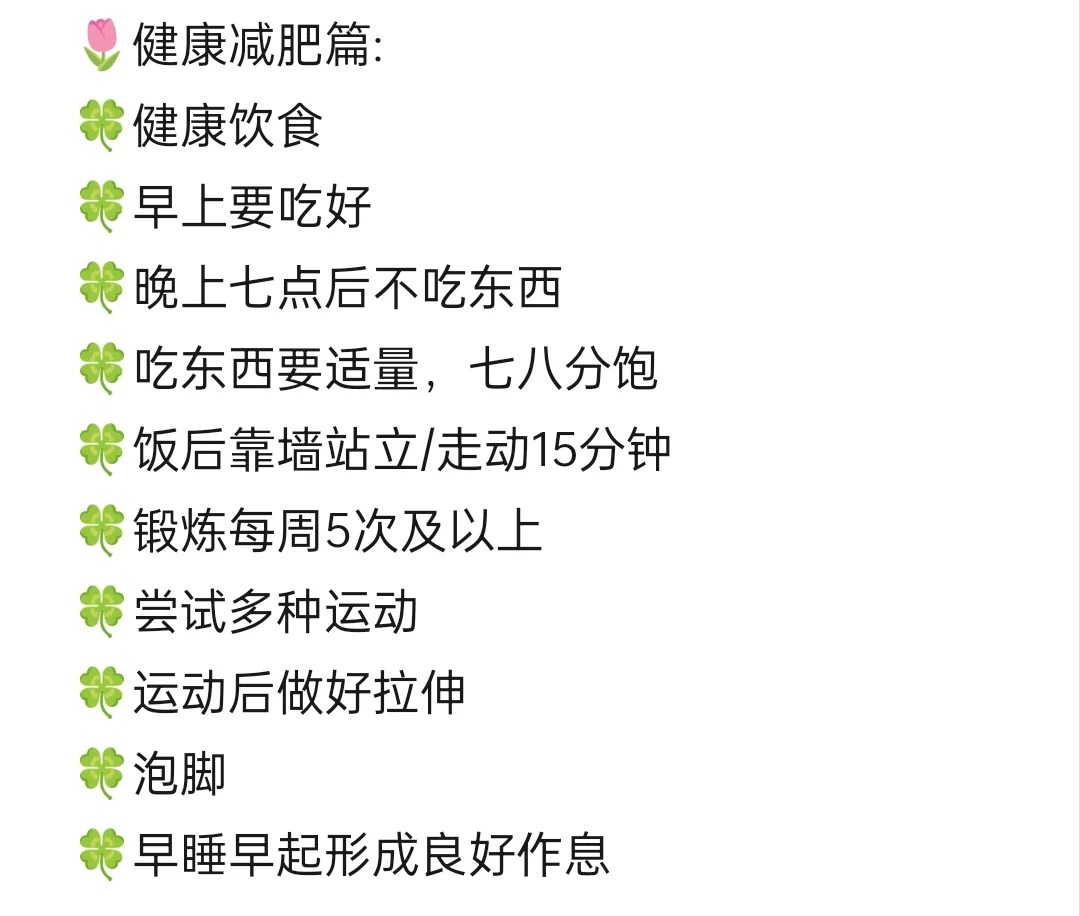 🌷健康减肥篇:
🍀健康饮食
🍀早上要吃好
🍀晚上七点后不吃东西
🍀吃东西要适量，七八分饱
🍀饭后靠墙站立/走动15分钟
🍀锻炼每周5次及以上
🍀尝试多种运动
🍀运动后做好拉伸
🍀泡脚
🍀早睡早起形成良好作息